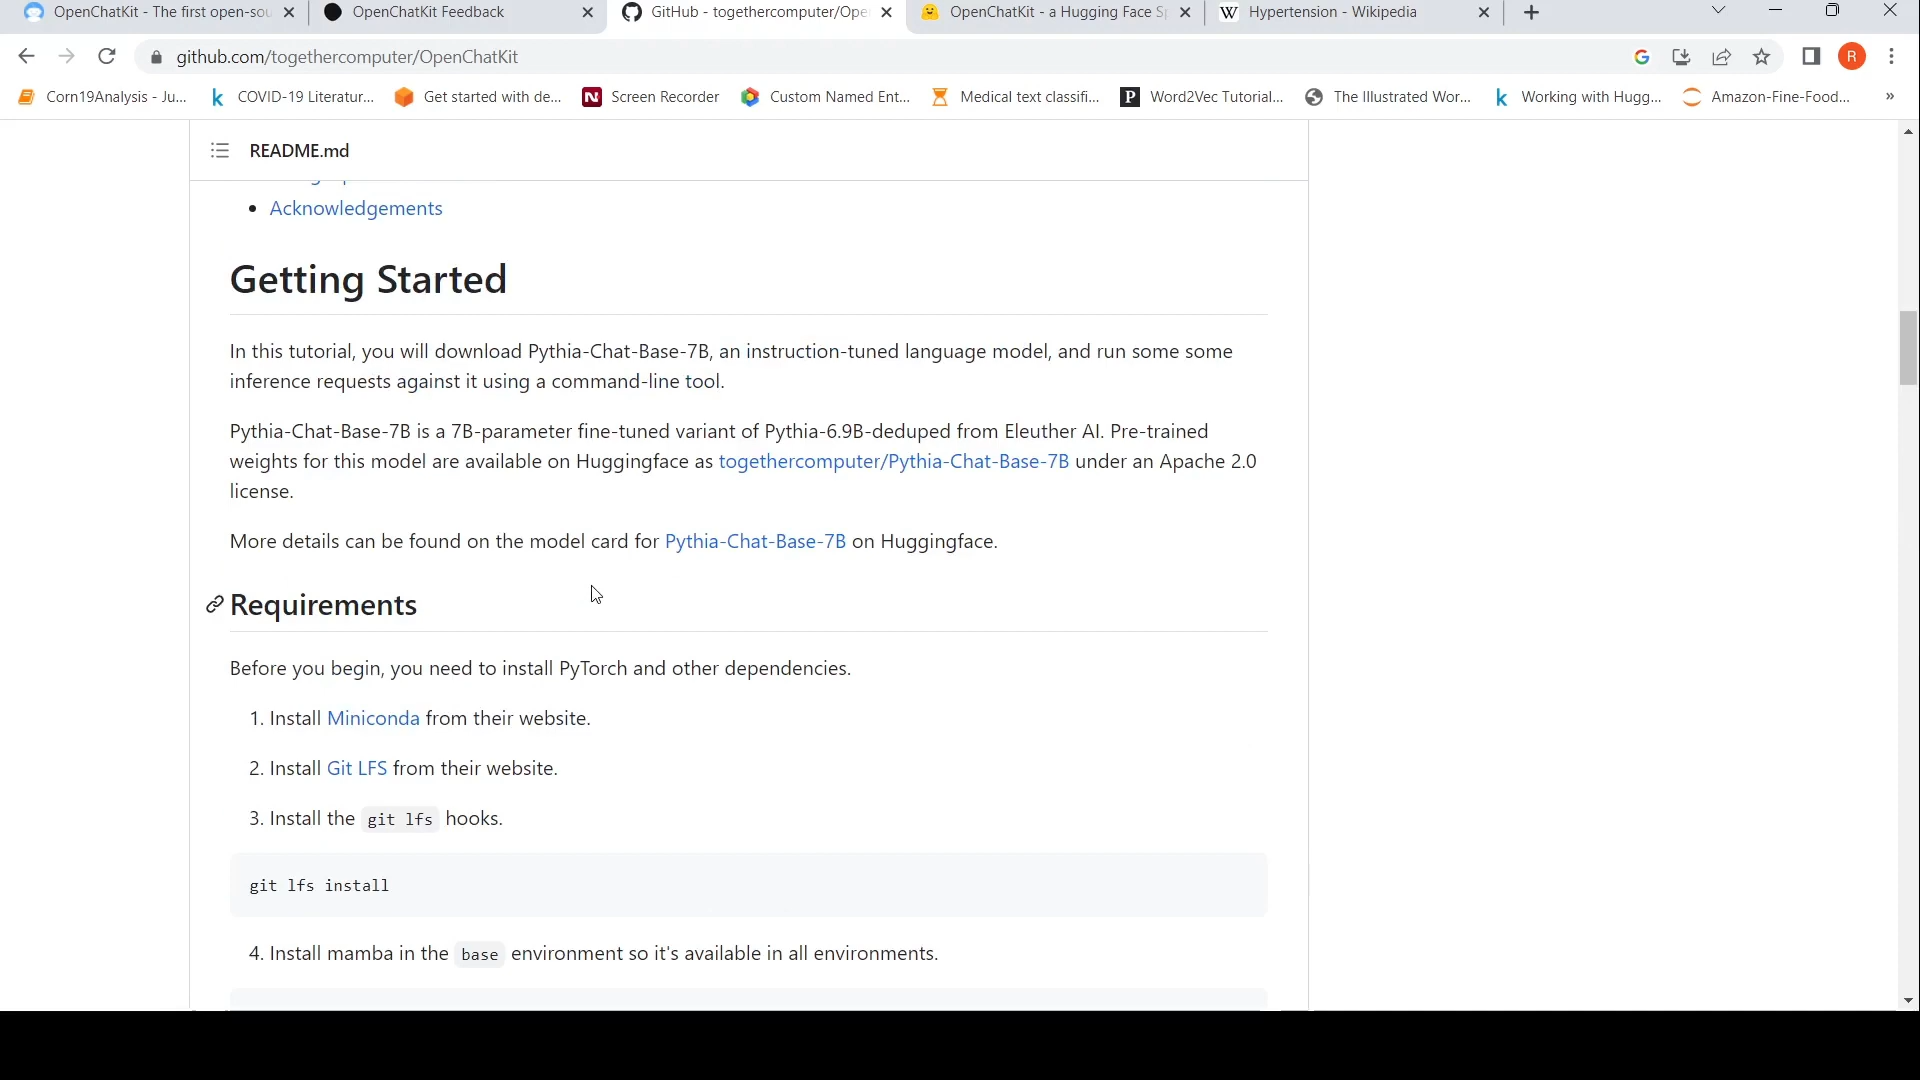 OpenChatKit - The first open-sou
OpenChatKit Feedback
GitHub - togethercomputer/Ope
OpenChatKit - a Hugging Face Sp
W Hypertension - Wikipedia
github.com/togethercomputer/OpenChatKit
G
R
Corn19Analysis - Ju...
k COVID-19 Literatur...
Get started with de...
N Screen Recorder
Custom Named Ent...
Medical text classifi...
P Word2Vec Tutorial...
The Illustrated Wor...
k Working with Hugg...
Amazon-Fine-Food...
»
README.md
Acknowledgements
Getting Started
In this tutorial, you will download Pythia-Chat-Base-7B, an instruction-tuned language model, and run some some
inference requests against it using a command-line tool.
Pythia-Chat-Base-7B is a 7B-parameter fine-tuned variant of Pythia-6.9B-deduped from Eleuther AI. Pre-trained
weights for this model are available on Huggingface as togethercomputer/Pythia-Chat-Base-7B under an Apache 2.0
license.
More details can be found on the model card for Pythia-Chat-Base-7B on Huggingface.
Requirements
Before you begin, you need to install PyTorch and other dependencies.
1. Install Miniconda from their website.
2. Install Git LFS from their website.
3. Install the git lfs hooks.
git lfs install
4. Install mamba in the base environment so it's available in all environments.